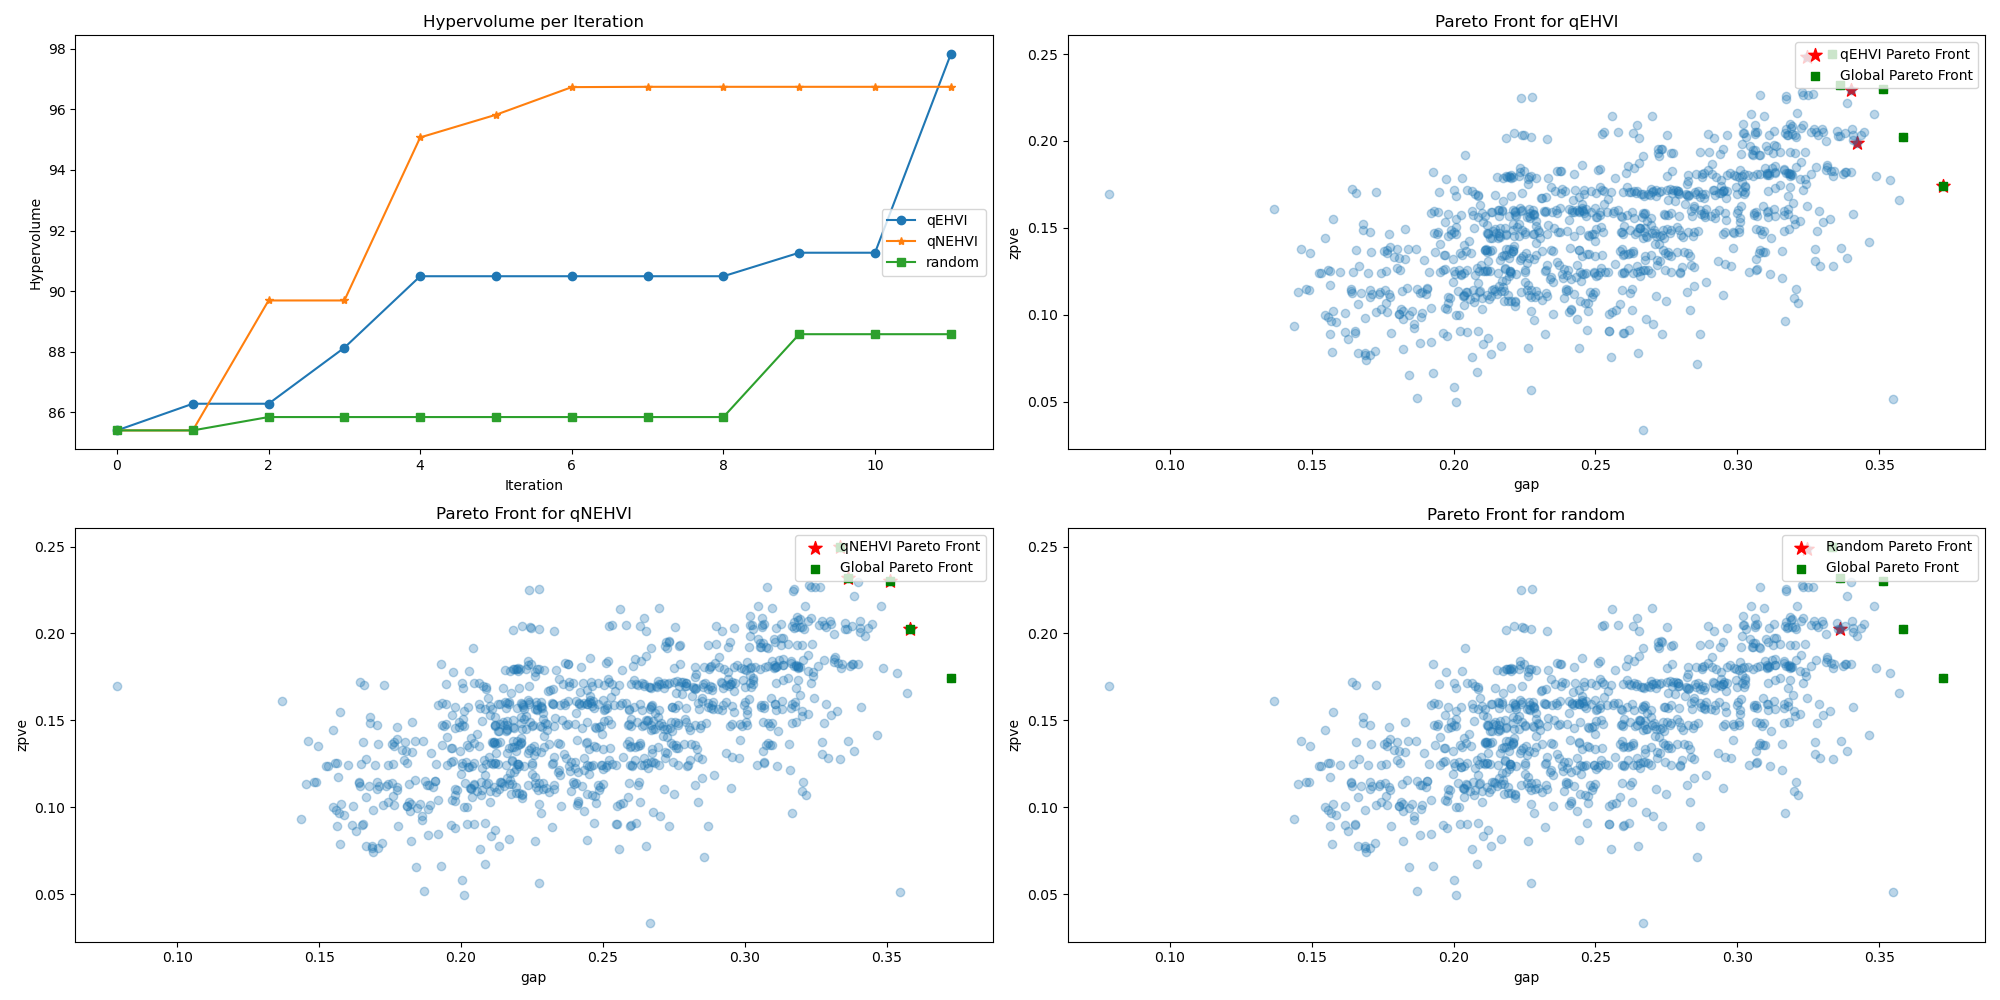 Hypervolume per Iteration
98
96
94
92
90
88
86
Hypervolume
0
2
4
6
8
10
Iteration
qEHVI
qNEHVI
random
Pareto Front for qEHVI
0.25
0.20
0.15
0.10
0.05
zpve
0.10
0.15
0.20
0.25
0.30
0.35
gap
qEHVI Pareto Front
Global Pareto Front
Pareto Front for qNEHVI
0.25
0.20
0.15
0.10
0.05
zpve
0.10
0.15
0.20
0.25
0.30
0.35
gap
qNEHVI Pareto Front
Global Pareto Front
Pareto Front for random
0.25
0.20
0.15
0.10
0.05
zpve
0.10
0.15
0.20
0.25
0.30
0.35
gap
Random Pareto Front
Global Pareto Front